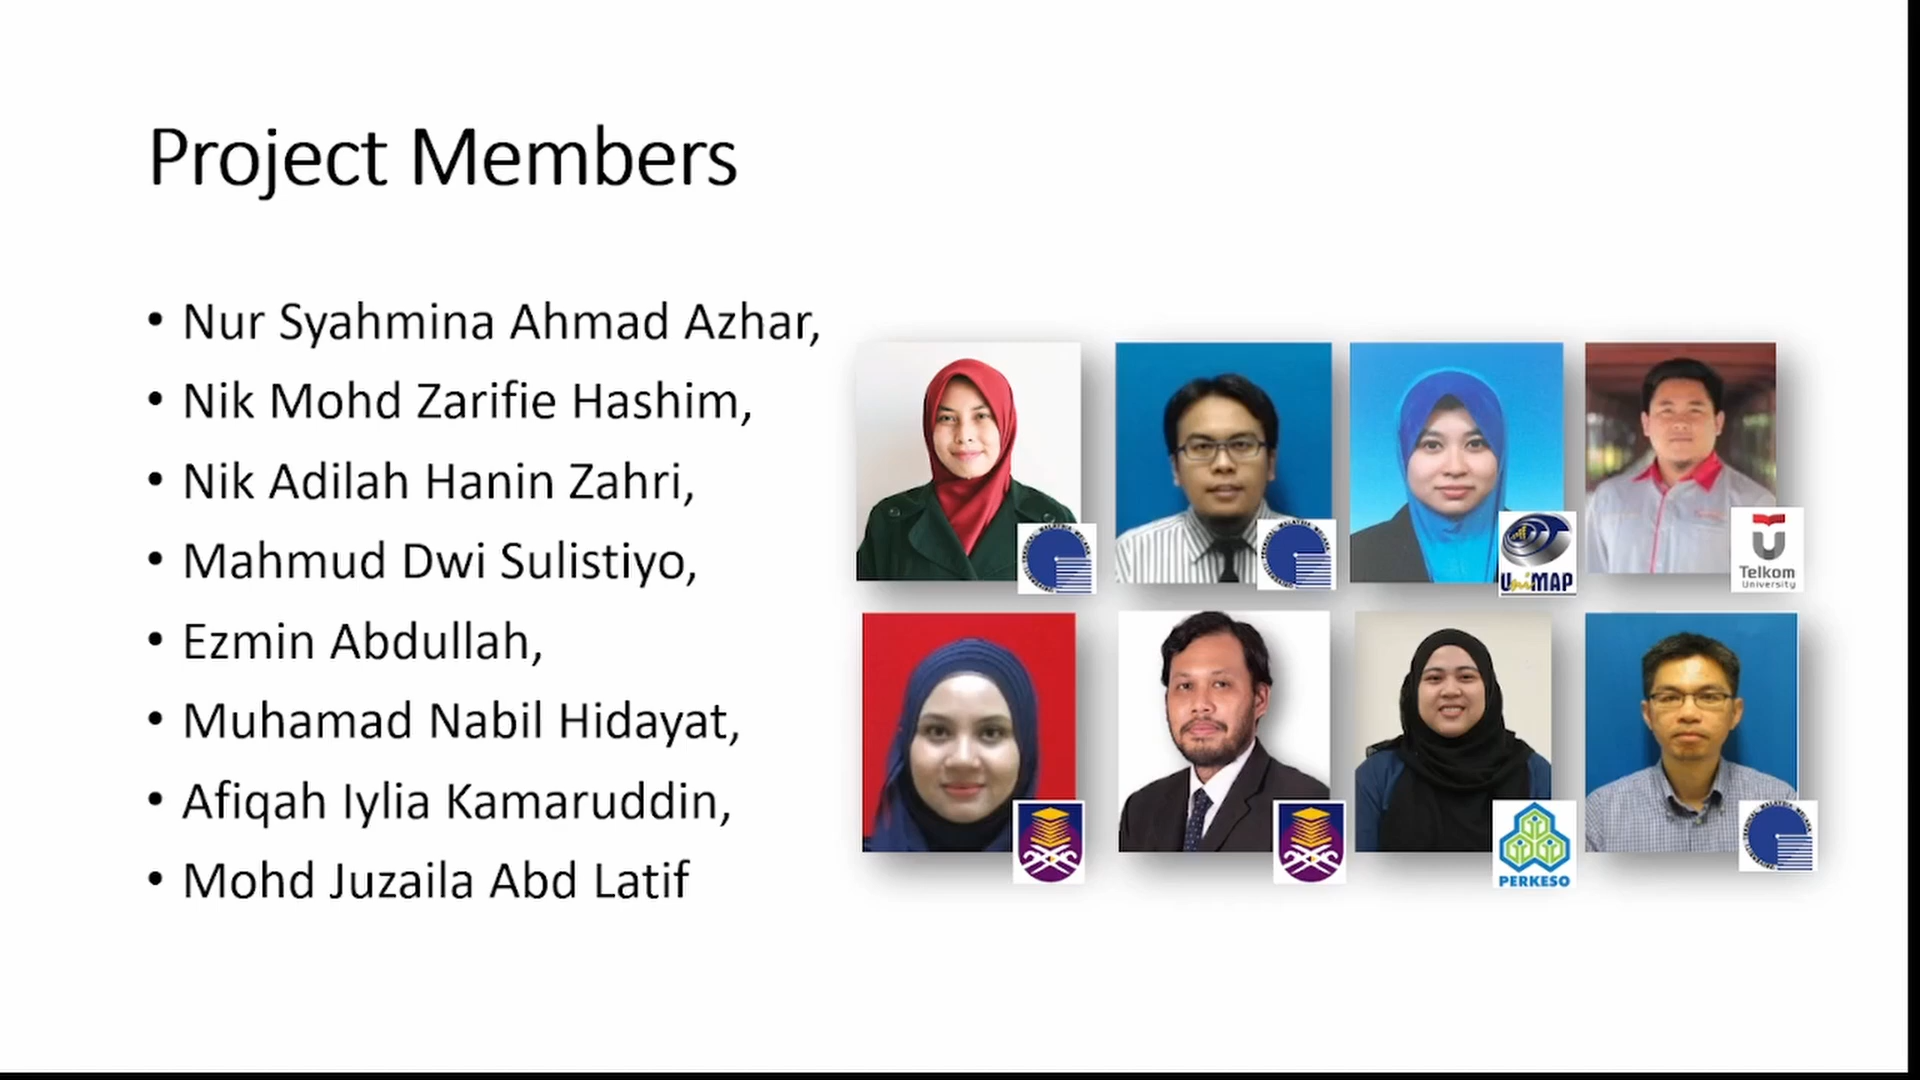 Project Members
• Nur Syahmina Ahmad Azhar,
• Nik Mohd Zarifie Hashim,
• Nik Adilah Hanin Zahri,
• Mahmud Dwi Sulistiyo,
• Ezmin Abdullah,
• Muhamad Nabil Hidayat,
• Afiqah Iylia Kamaruddin,
• Mohd Juzaila Abd Latif
UniMAP
Telkom
University
PERKESO